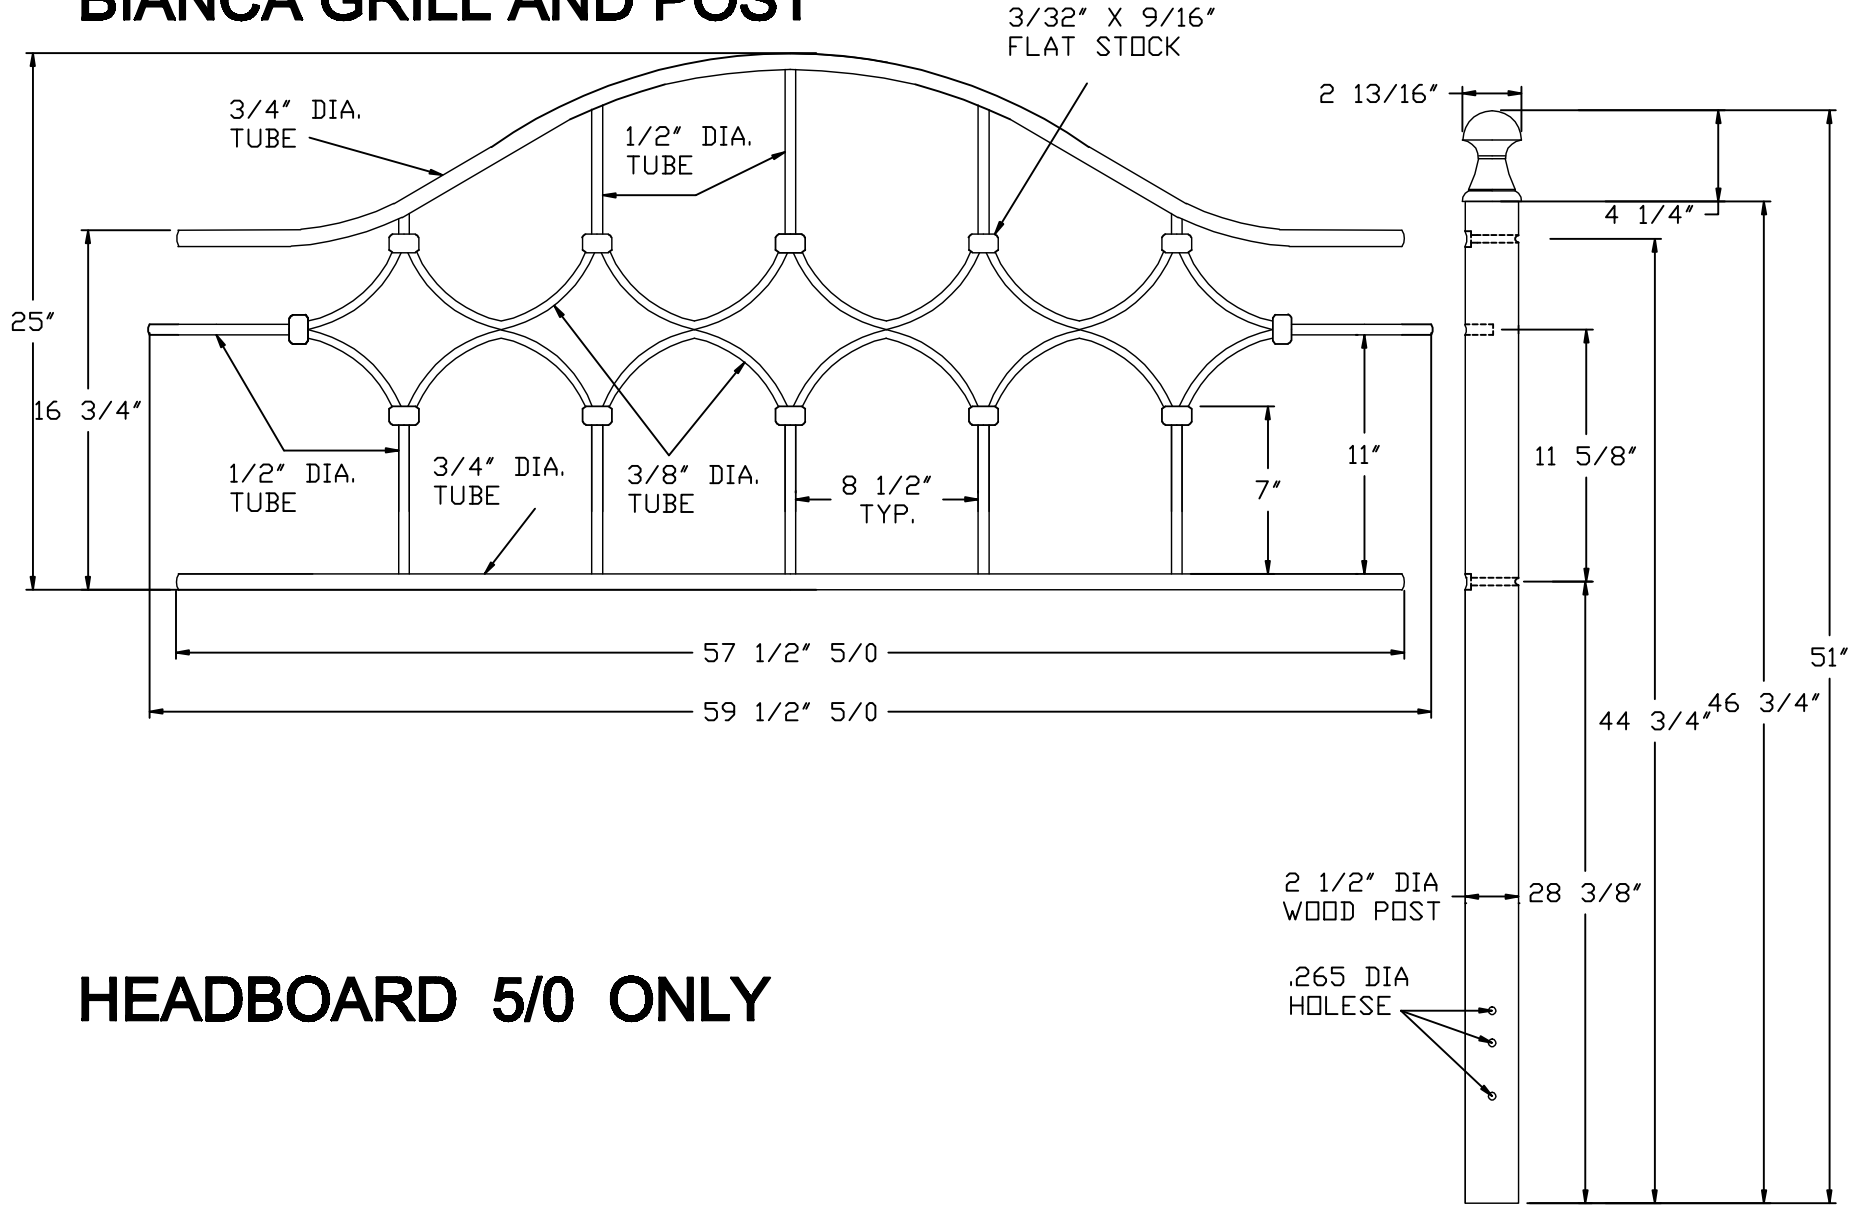 BIANCA GRILL AND POST
3/32" X 9/16"
FLAT STOCK
2 13/16"
3/4" DIA.
TUBE
1/2" DIA.
TUBE
4 1/4"
25"
16 3/4"
11"
11 5/8"
1/2" DIA.
TUBE
3/4" DIA.
TUBE
3/8" DIA.
TUBE
8 1/2"
TYP.
7"
57 1/2" 5/0
51"
59 1/2" 5/0
44 3/4"
46 3/4"
2 1/2" DIA
WOOD POST
28 3/8"
.265 DIA
HOLESE
HEADBOARD 5/0 ONLY